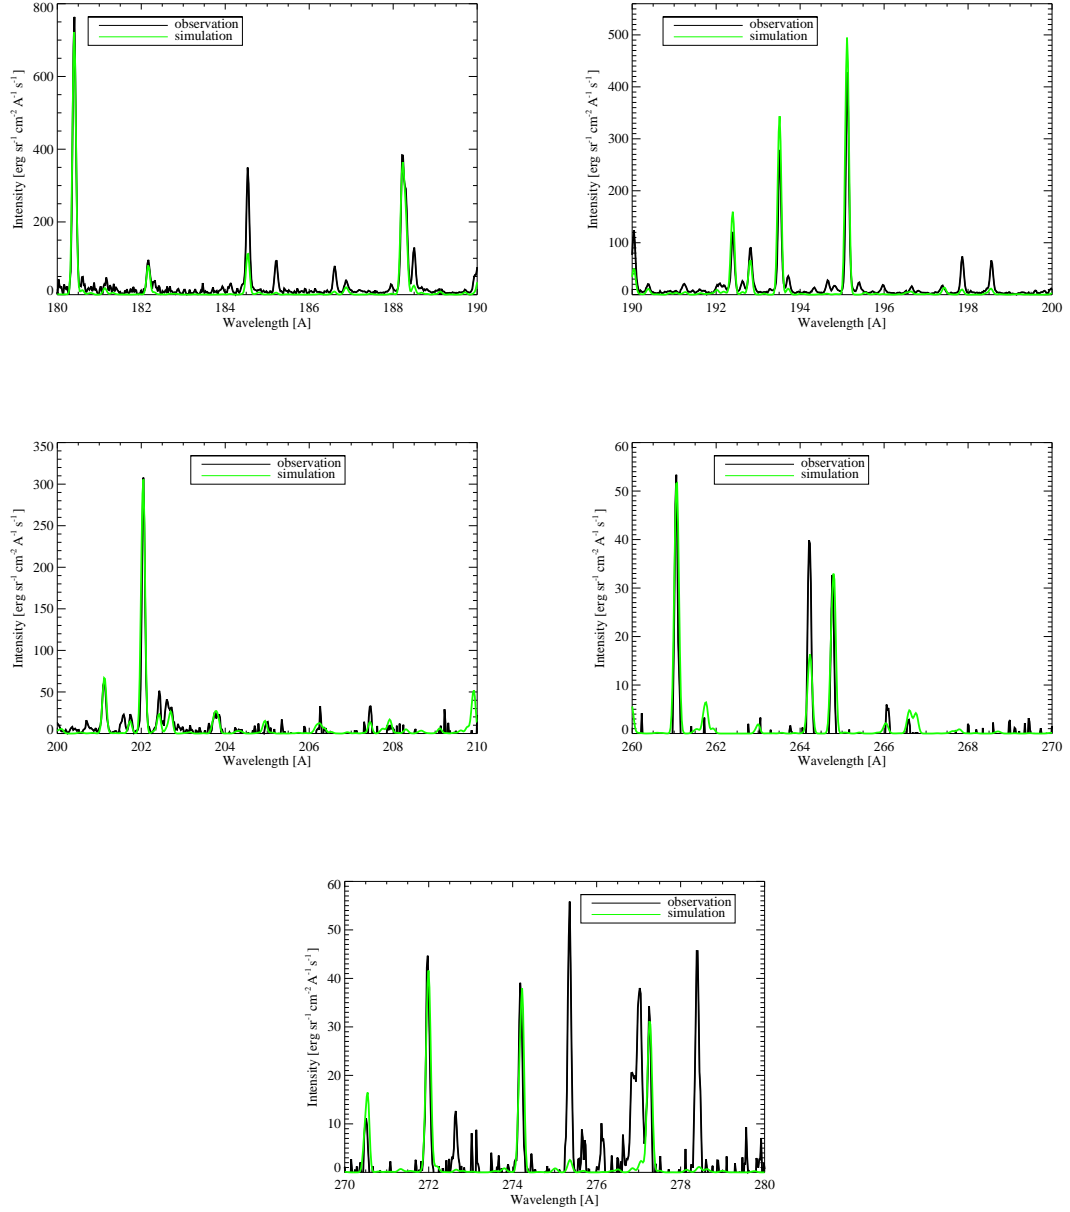 800
600
400
200
0
Intensity [erg sr-1 cm-2 A-1 s-1]
observation
simulation
180 182 184 186 188 190
Wavelength [A]
500
400
300
200
100
0
Intensity [erg sr-1 cm-2 A-1 s-1]
observation
simulation
190 192 194 196 198 200
Wavelength [A]
350
300
250
200
150
100
50
0
Intensity [erg sr-1 cm-2 A-1 s-1]
observation
simulation
200 202 204 206 208 210
Wavelength [A]
60
50
40
30
20
10
0
Intensity [erg sr-1 cm-2 A-1 s-1]
observation
simulation
260 262 264 266 268 270
Wavelength [A]
60
50
40
30
20
10
0
Intensity [erg sr-1 cm-2 A-1 s-1]
observation
simulation
270 272 274 276 278 280
Wavelength [A]